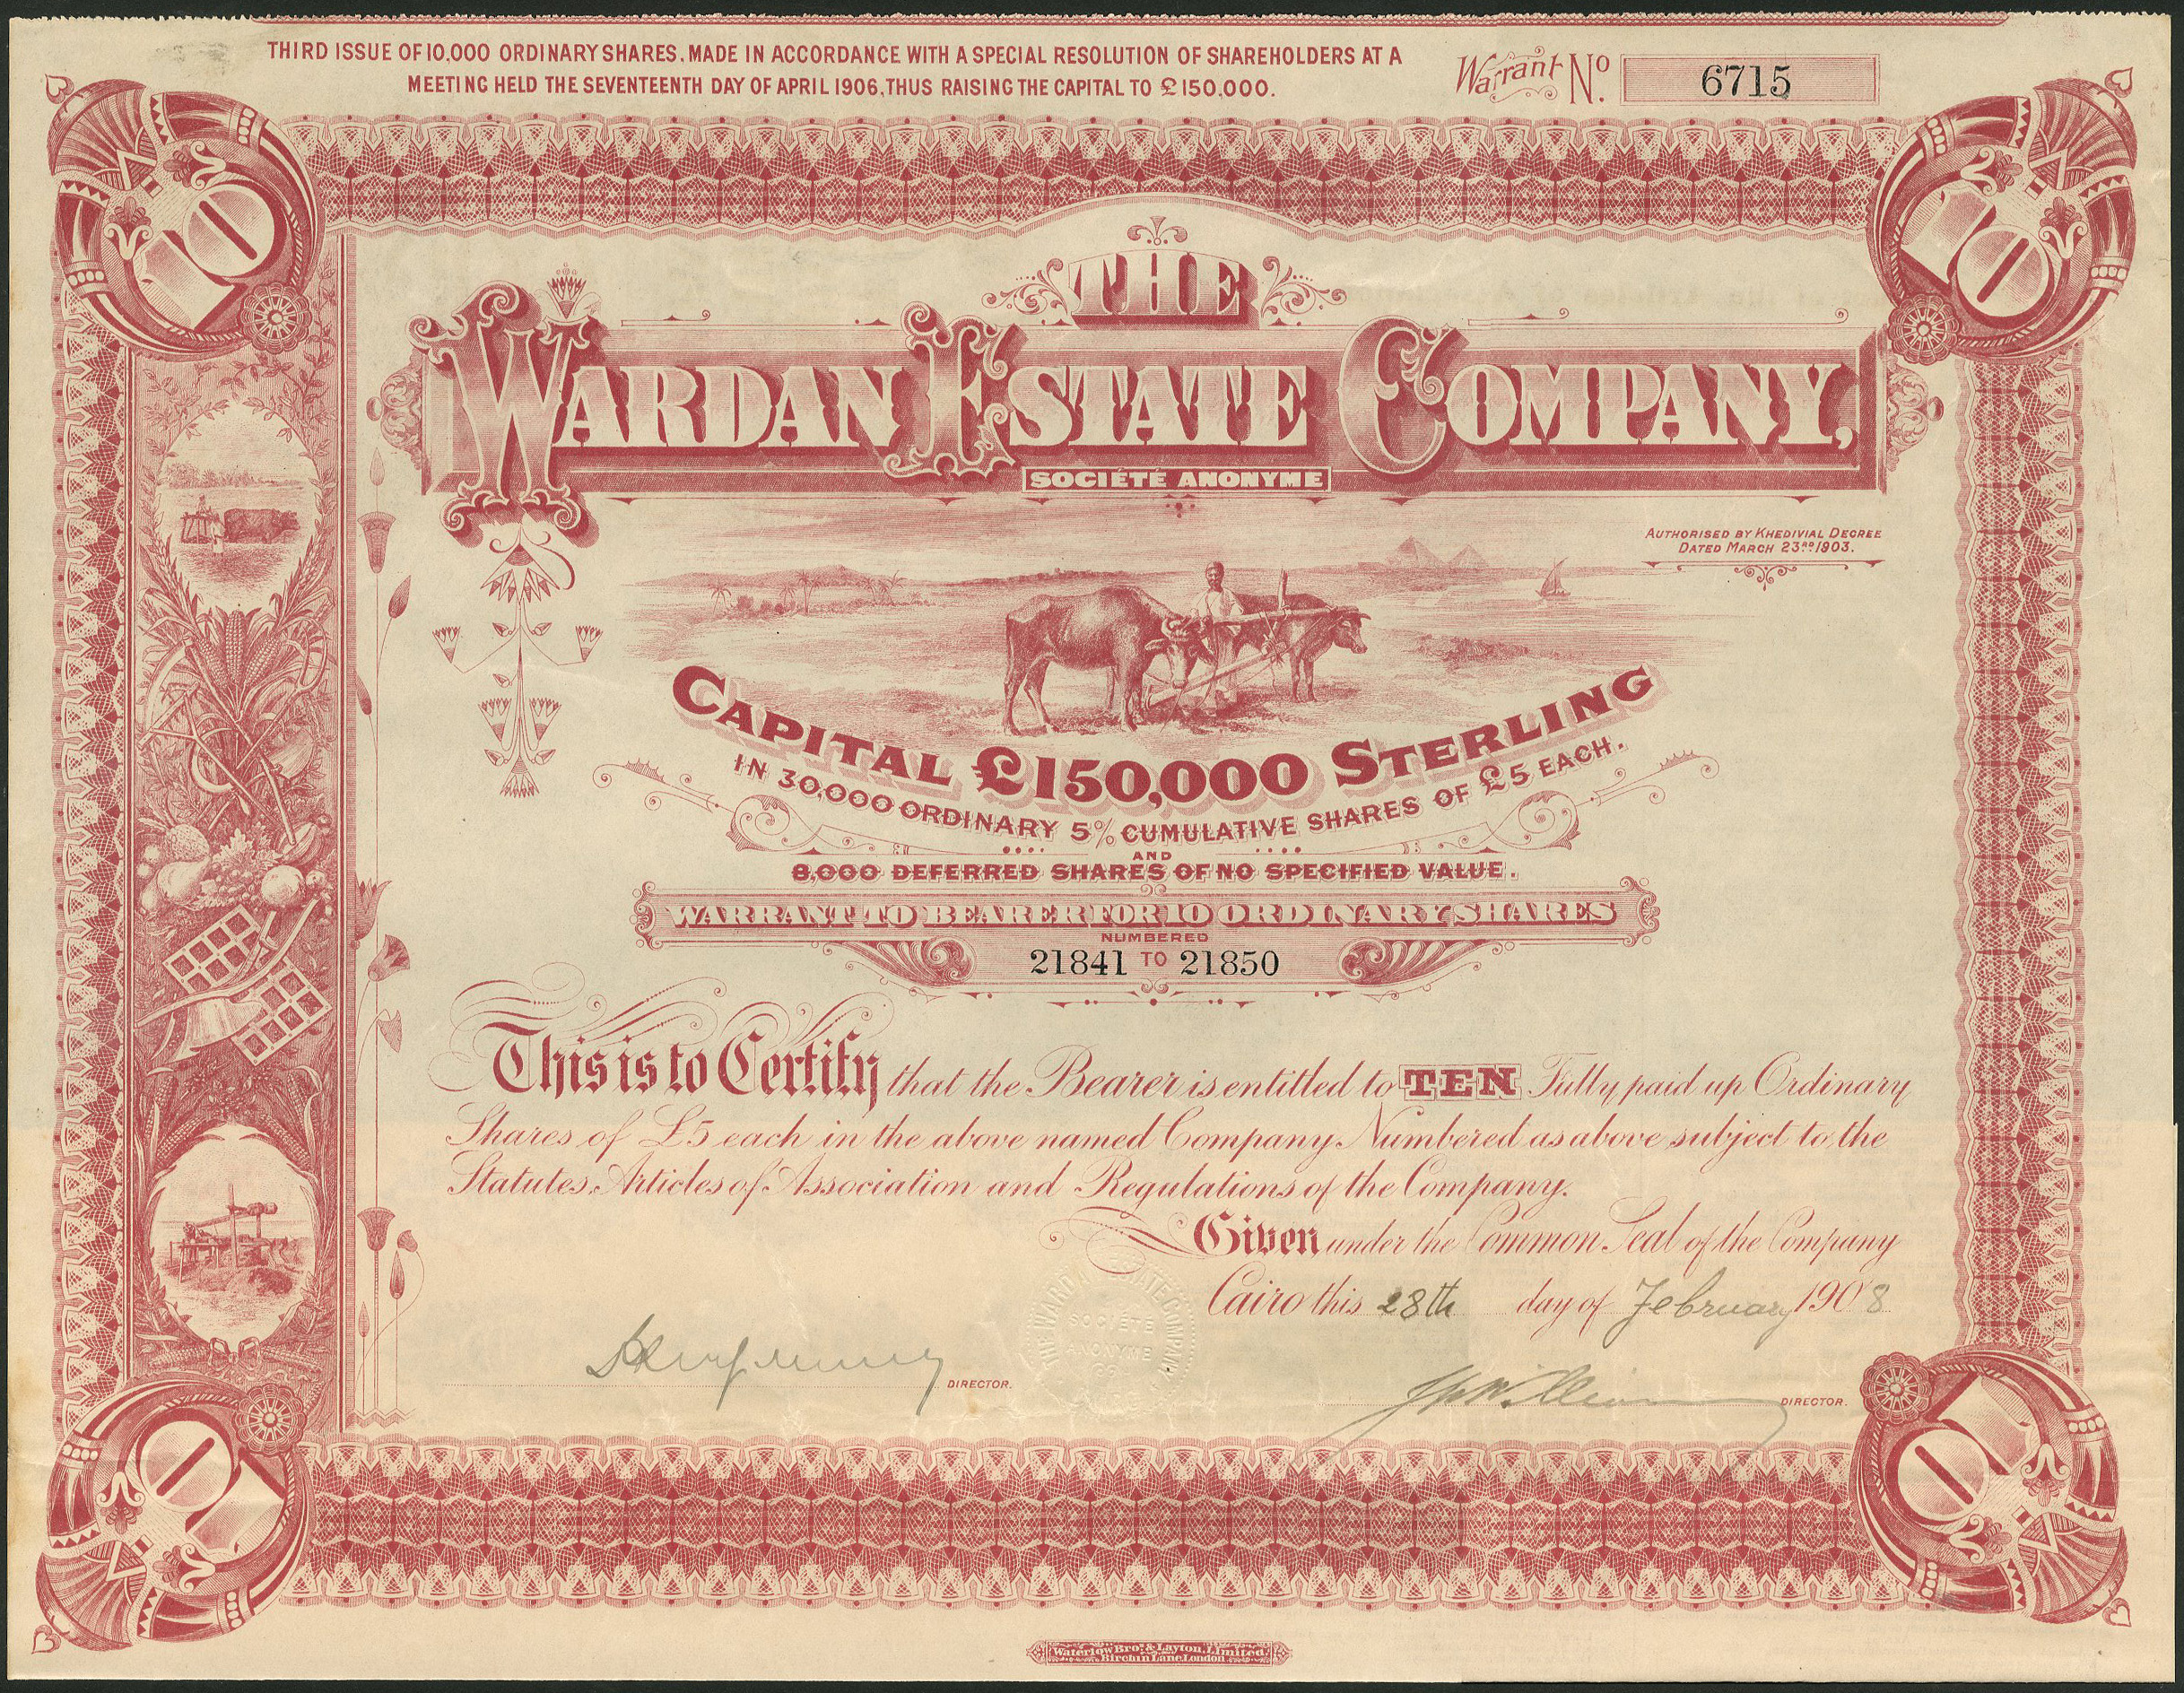 THIRD ISSUE OF 10,000 ORDINARY SHARES, MADE IN ACCORDANCE WITH A SPECIAL RESOLUTION OF SHAREHOLDERS AT A
MEETING HELD THE SEVENTEENTH DAY OF APRIL 1906, THUS RAISING THE CAPITAL TO £150,000.
Warrant No. 6715
10
10
THE
WARDAN ESTATE COMPANY,
SOCIÉTÉ ANONYME
AUTHORISED BY KHEDIVIAL DECREE
DATED MARCH 23RD 1903.
CAPITAL £150,000 STERLING
IN 30,000 ORDINARY 5% CUMULATIVE SHARES OF £5 EACH.
AND
8,000 DEFERRED SHARES OF NO SPECIFIED VALUE.
WARRANT TO BEARER FOR 10 ORDINARY SHARES
NUMBERED
21841 TO 21850
This is to Certify that the Bearer is entitled to TEN Fully paid up Ordinary
Shares of £5 each in the above named Company Numbered as above subject to the
Statutes, Articles of Association and Regulations of the Company.
Given under the Common Seal of the Company
Cairo this 28th day of February 1908
THE WARDAN ESTATE COMPANY
SOCIÉTÉ
ANONYME
DIRECTOR.
DIRECTOR.
10
10
Waterlow Bros. & Layton, Limited,
Birchin Lane, London.